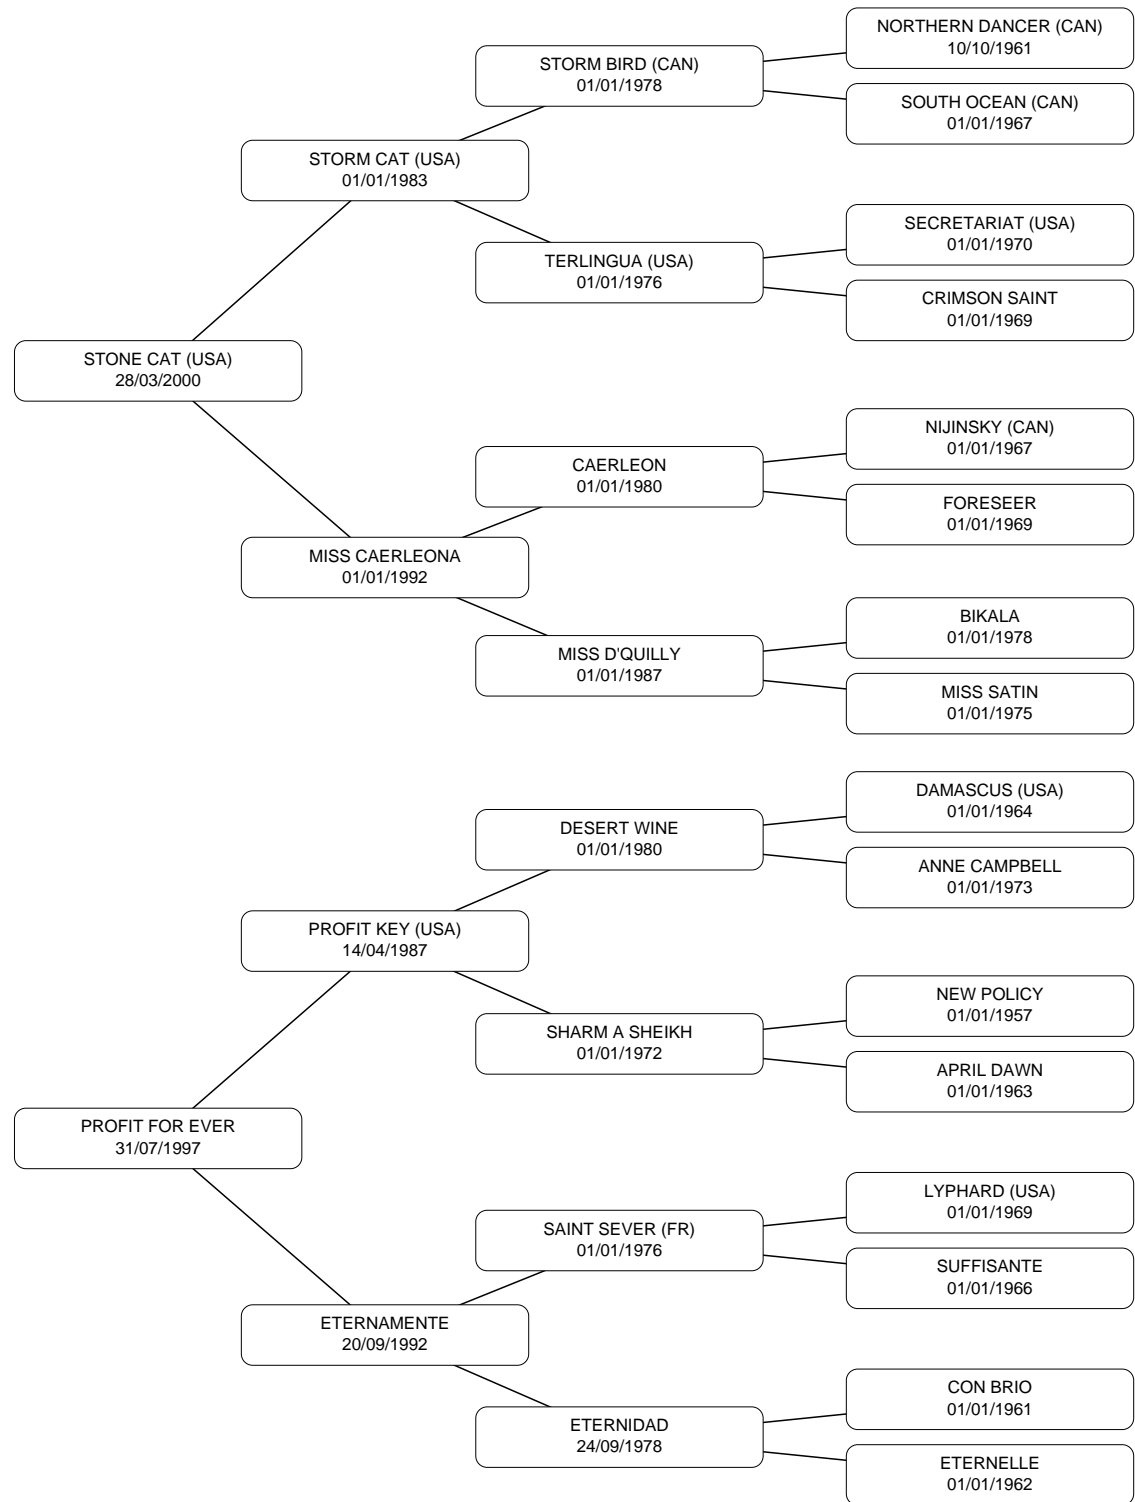 NORTHERN DANCER (CAN)
10/10/1961
STORM BIRD (CAN)
01/01/1978
SOUTH OCEAN (CAN)
01/01/1967
STORM CAT (USA)
01/01/1983
SECRETARIAT (USA)
01/01/1970
TERLINGUA (USA)
01/01/1976
CRIMSON SAINT
01/01/1969
STONE CAT (USA)
28/03/2000
NIJINSKY (CAN)
01/01/1967
CAERLEON
01/01/1980
FORESEER
01/01/1969
MISS CAERLEONA
01/01/1992
BIKALA
01/01/1978
MISS D'QUILLY
01/01/1987
MISS SATIN
01/01/1975
DAMASCUS (USA)
01/01/1964
DESERT WINE
01/01/1980
ANNE CAMPBELL
01/01/1973
PROFIT KEY (USA)
14/04/1987
NEW POLICY
01/01/1957
SHARM A SHEIKH
01/01/1972
APRIL DAWN
01/01/1963
PROFIT FOR EVER
31/07/1997
LYPHARD (USA)
01/01/1969
SAINT SEVER (FR)
01/01/1976
SUFFISANTE
01/01/1966
ETERNAMENTE
20/09/1992
CON BRIO
01/01/1961
ETERNIDAD
24/09/1978
ETERNELLE
01/01/1962